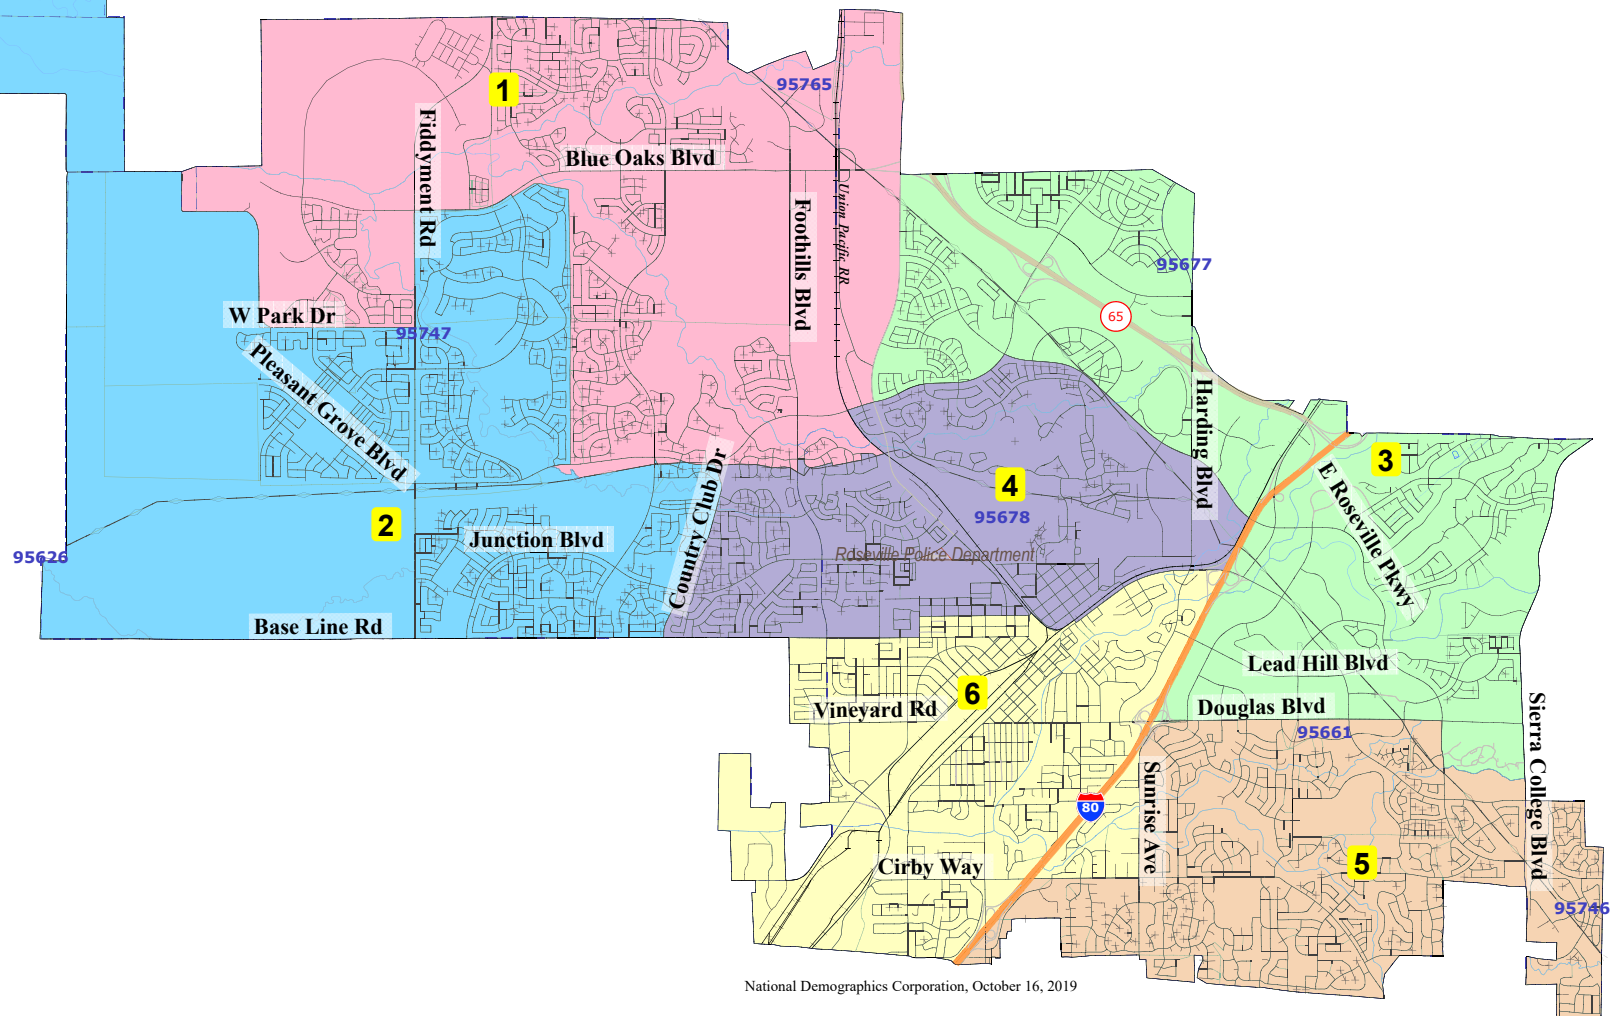 1
95765
Fiddyment Rd
Blue Oaks Blvd
Foothills Blvd
Union Pacific RR
95677
65
W Park Dr
95747
Pleasant Grove Blvd
Harding Blvd
3
E Roseville Pkwy
Country Club Dr
4
95678
2
Junction Blvd
Roseville Police Department
95626
Base Line Rd
Lead Hill Blvd
6
Vineyard Rd
Douglas Blvd
95661
Sierra College Blvd
Sunrise Ave
80
Cirby Way
5
95746
National Demographics Corporation, October 16, 2019